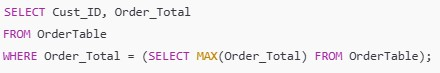 SELECT Cust_ID, Order_Total
FROM OrderTable
WHERE Order_Total = (SELECT MAX(Order_Total) FROM OrderTable);